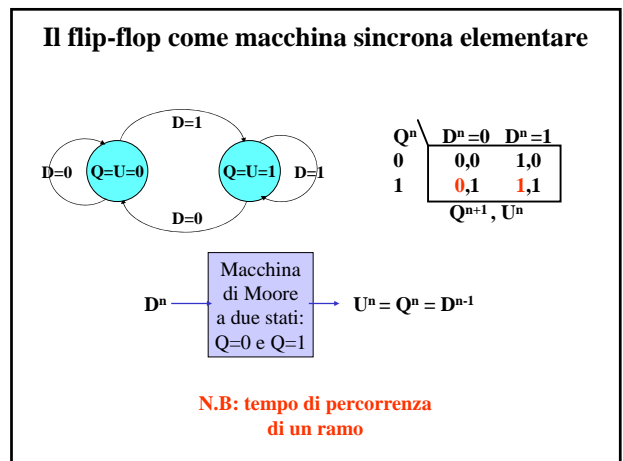 Il flip-flop come macchina sincrona elementare
D=1
D=0
Q=U=0
Q=U=1
D=1
D=0
Qⁿ Dⁿ=0 Dⁿ=1
0 0,0 1,0
1 0,1 1,1
Qⁿ⁺¹ , Uⁿ
Macchina
di Moore
a due stati:
Q=0 e Q=1
Dⁿ
Uⁿ = Qⁿ = Dⁿ⁻¹
N.B: tempo di percorrenza
di un ramo